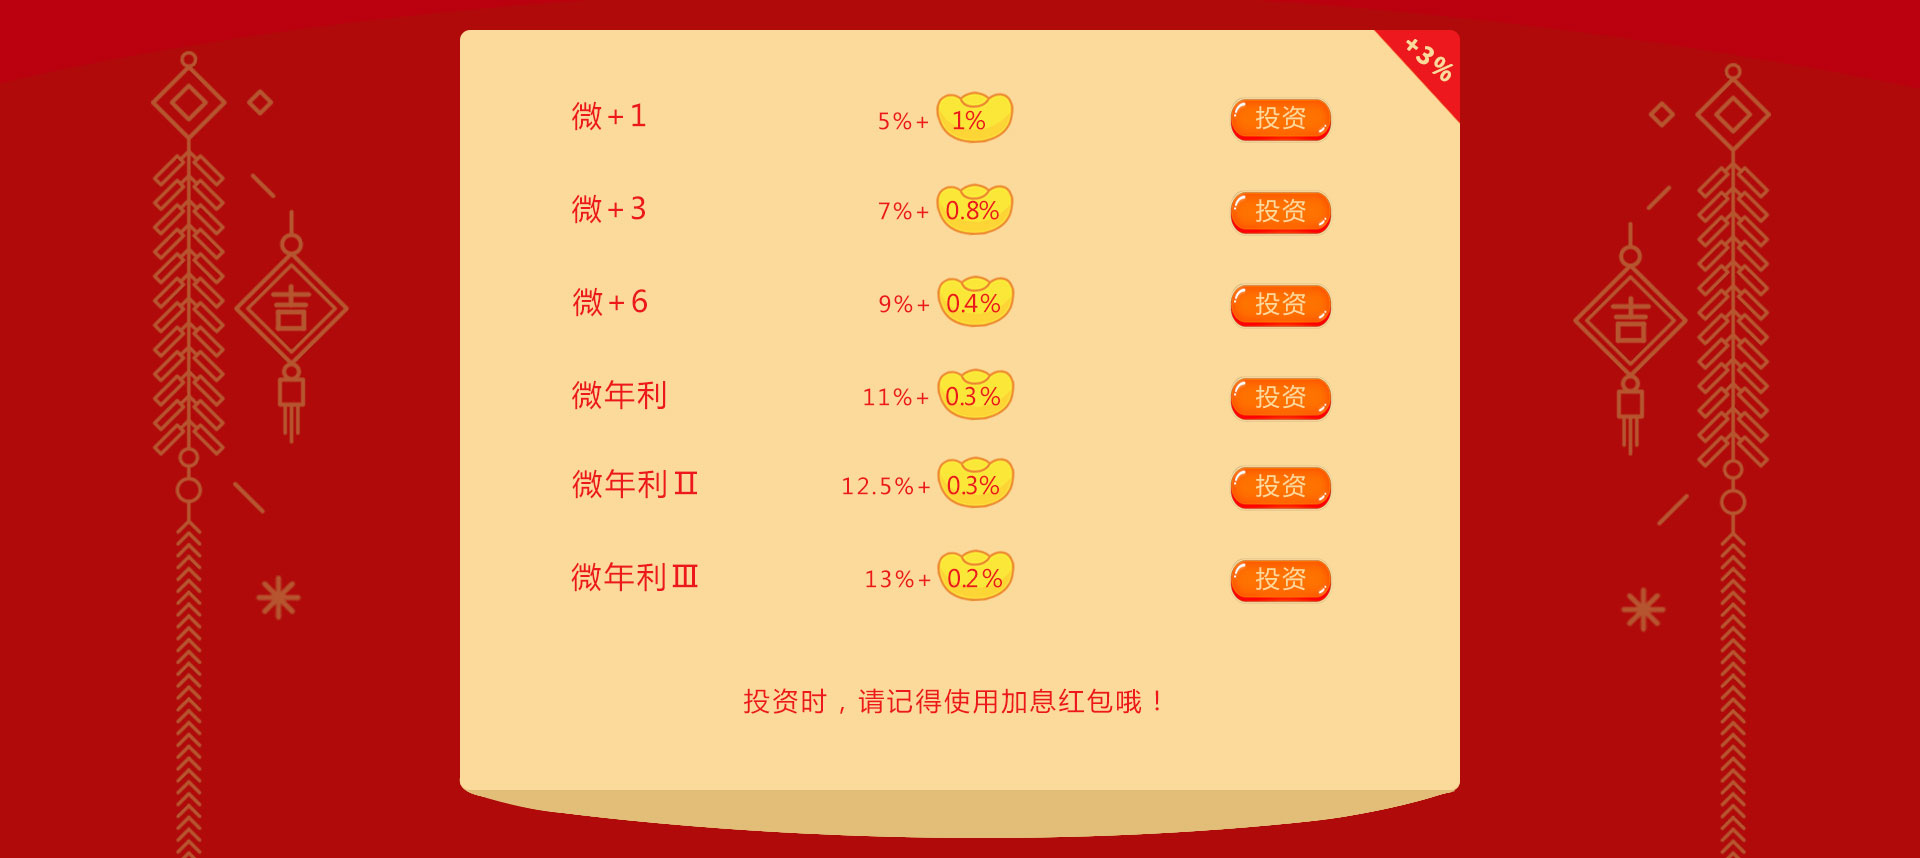 +3%
微+1 5%+ 1% 投资
微+3 7%+ 0.8% 投资
微+6 9%+ 0.4% 投资
微年利 11%+ 0.3% 投资
微年利Ⅱ 12.5%+ 0.3% 投资
微年利Ⅲ 13%+ 0.2% 投资
投资时，请记得使用加息红包哦！
吉
吉